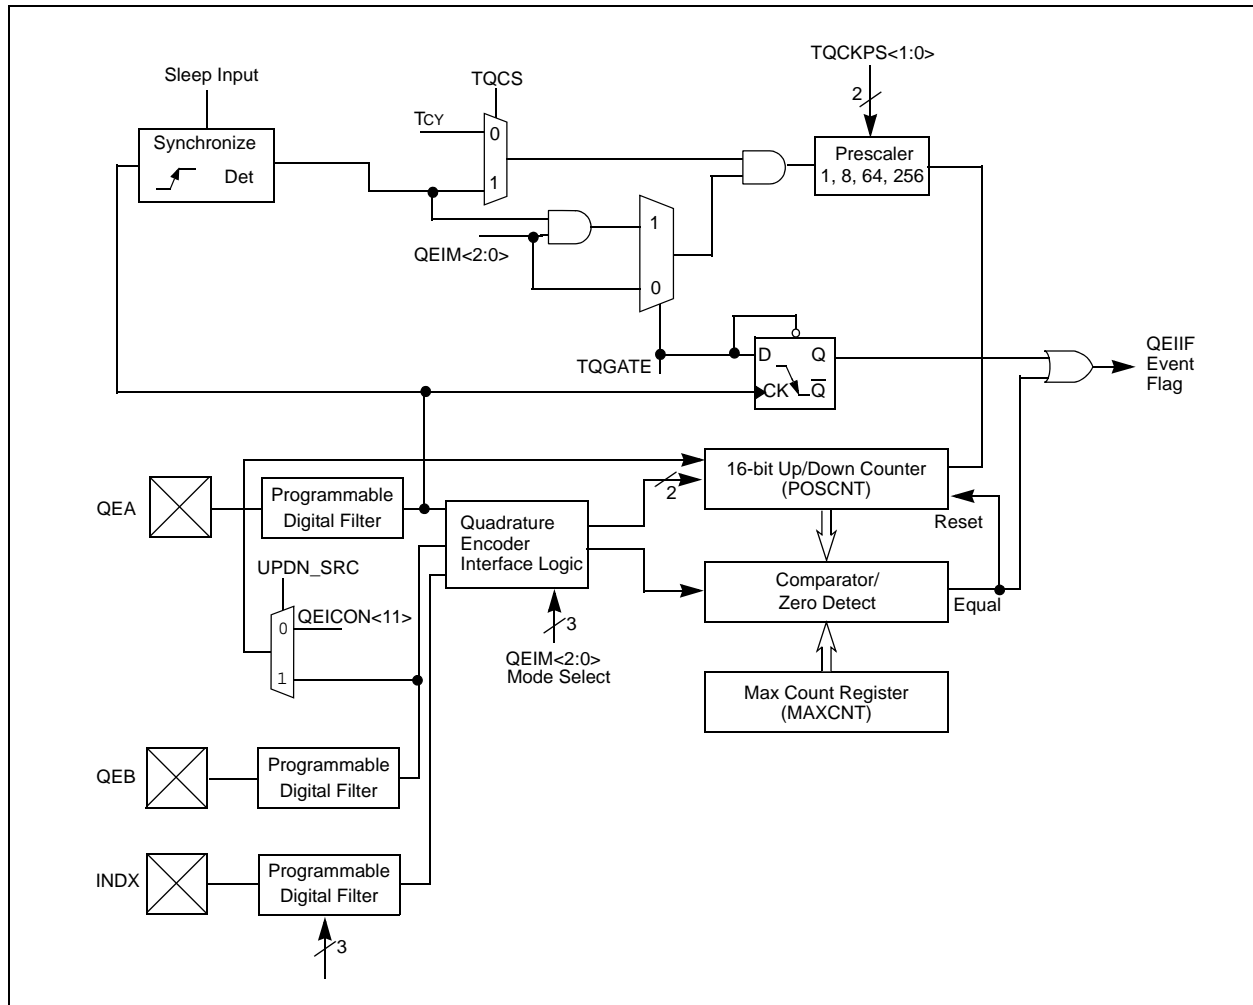 TQCKPS<1:0>
Sleep Input
TQCS
2
TCY
0
Synchronize
Det
Prescaler
1, 8, 64, 256
1
1
QEIM<2:0>
0
TQGATE
D Q
CK Q̅
QEIIF
Event
Flag
16-bit Up/Down Counter
(POSCNT)
2
QEA
Programmable
Digital Filter
Quadrature
Encoder
Interface Logic
Reset
UPDN_SRC
Comparator/
Zero Detect
Equal
0
QEICON<11>
3
QEIM<2:0>
Mode Select
1
Max Count Register
(MAXCNT)
QEB
Programmable
Digital Filter
INDX
Programmable
Digital Filter
3